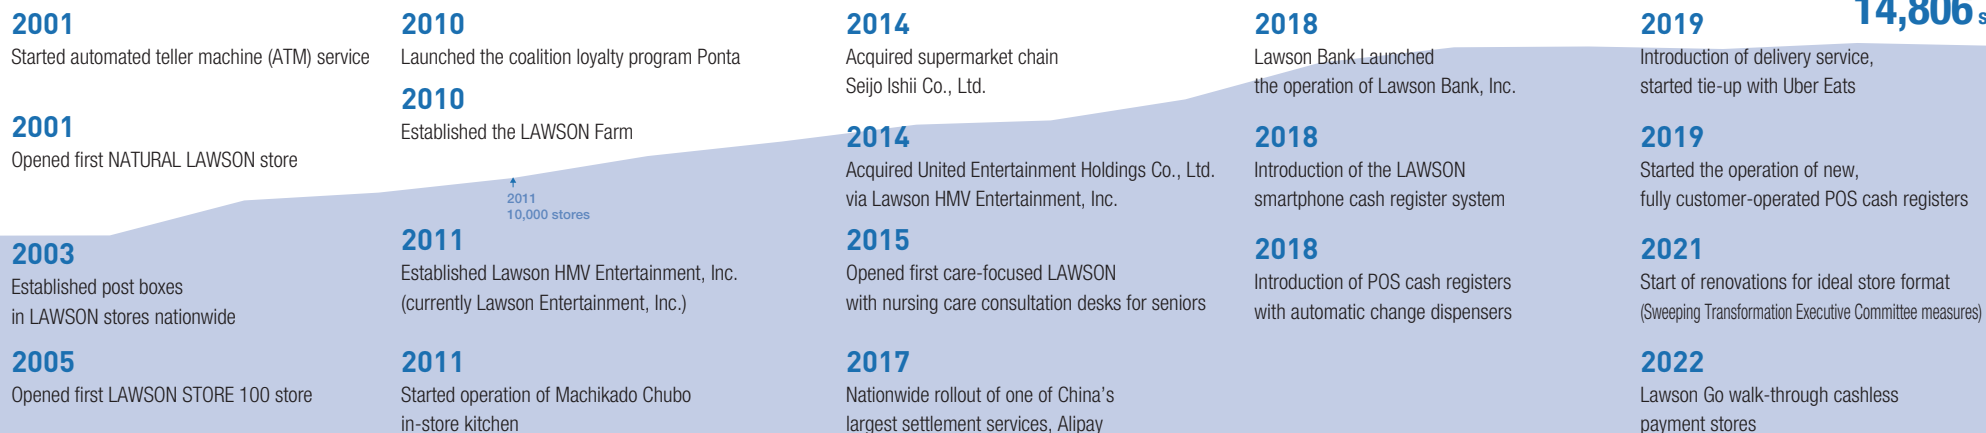 2001
Started automated teller machine (ATM) service
2001
Opened first NATURAL LAWSON store
2003
Established post boxes
in LAWSON stores nationwide
2005
Opened first LAWSON STORE 100 store
2010
Launched the coalition loyalty program Ponta
2010
Established the LAWSON Farm
2011
10,000 stores
2011
Established Lawson HMV Entertainment, Inc.
(currently Lawson Entertainment, Inc.)
2011
Started operation of Machikado Chubo
in-store kitchen
2014
Acquired supermarket chain
Seijo Ishii Co., Ltd.
2014
Acquired United Entertainment Holdings Co., Ltd.
via Lawson HMV Entertainment, Inc.
2015
Opened first care-focused LAWSON
with nursing care consultation desks for seniors
2017
Nationwide rollout of one of China's
largest settlement services, Alipay
2018
Lawson Bank Launched
the operation of Lawson Bank, Inc.
2018
Introduction of the LAWSON
smartphone cash register system
2018
Introduction of POS cash registers
with automatic change dispensers
14,806
2019
Introduction of delivery service,
started tie-up with Uber Eats
2019
Started the operation of new,
fully customer-operated POS cash registers
2021
Start of renovations for ideal store format
(Sweeping Transformation Executive Committee measures)
2022
Lawson Go walk-through cashless
payment stores